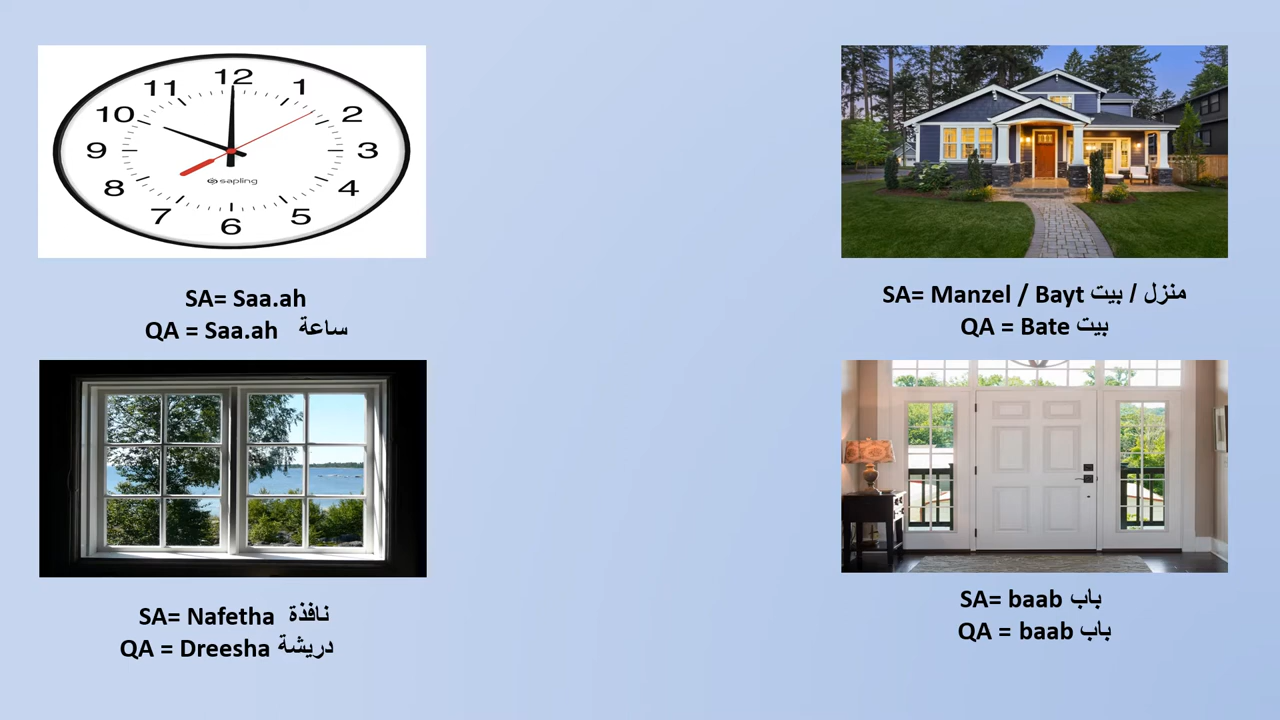 12
11
1
10
2
9
3
8
4
7
5
6
sapling
SA= Saa.ah
QA = Saa.ah ساعة
SA= Manzel / Bayt منزل / بيت
QA = Bate بيت
SA= Nafetha نافذة
QA = Dreesha دريشة
SA= baab باب
QA = baab باب